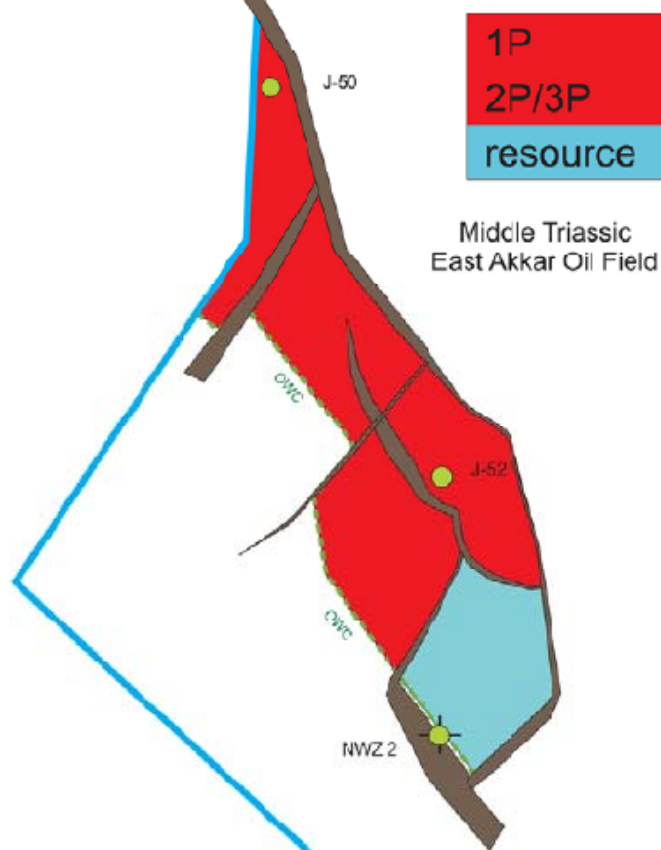 1P
2P/3P
resource
J-50
Middle Triassic
East Akkar Oil Field
OWC
J-52
OWC
NWZ 2